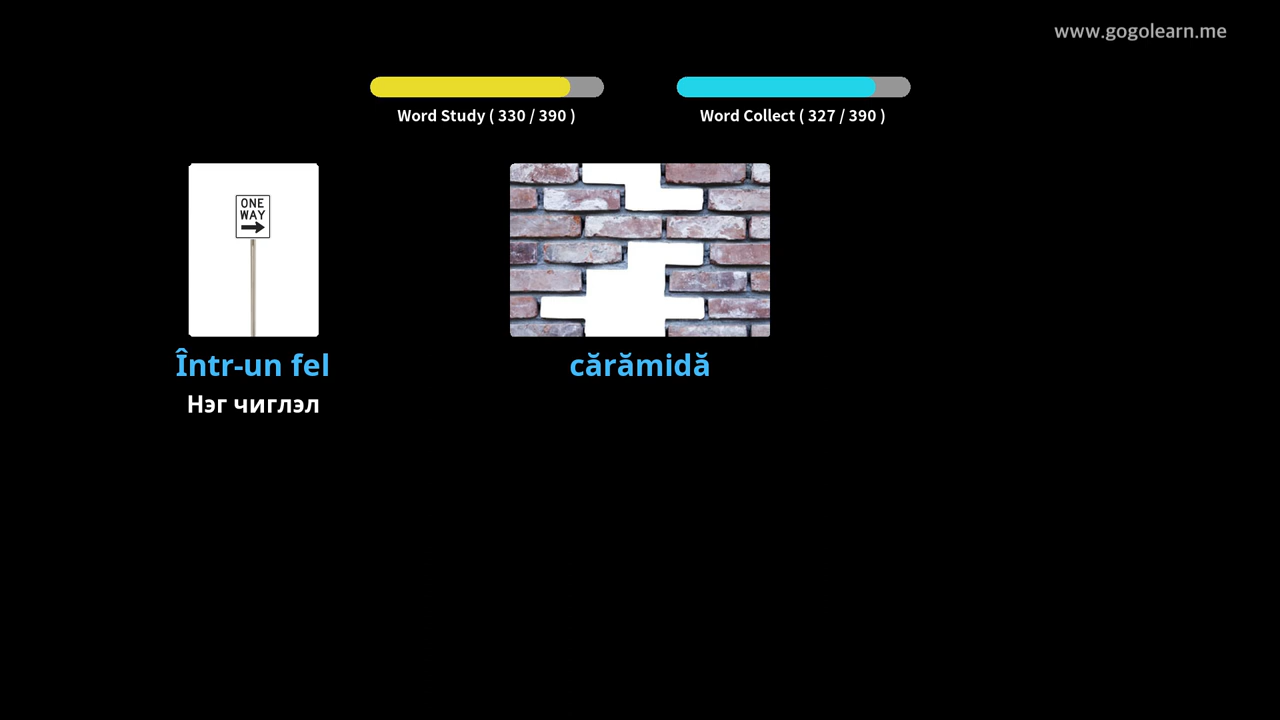 www.gogolearn.me
Word Study ( 330 / 390 )
Word Collect ( 327 / 390 )
ONE
WAY
Într-un fel
Нэг чиглэл
cărămidă